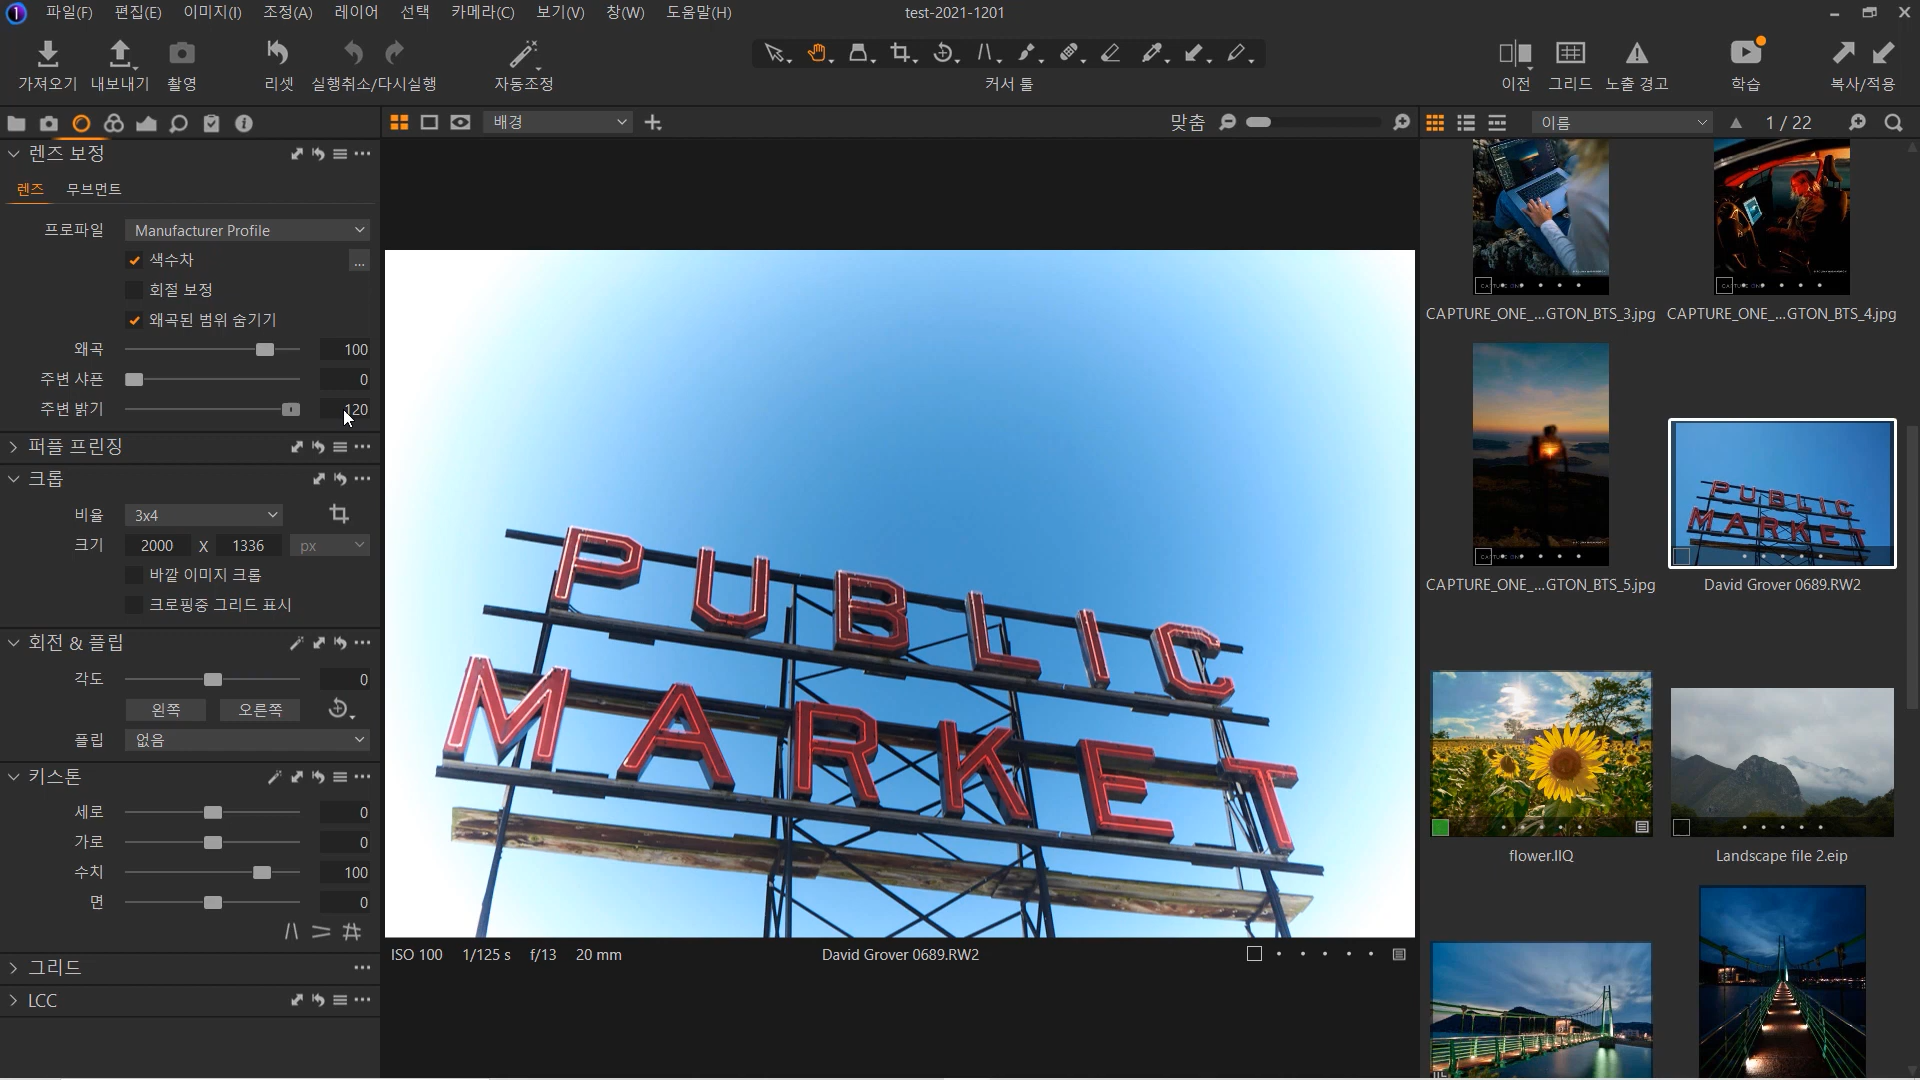 파일(F) 편집(E) 이미지(I) 조정(A) 레이어 선택 카메라(C) 보기(V) 창(W) 도움말(H) test-2021-1201
가져오기 내보내기 촬영 리셋 실행취소/다시실행 자동조정 커서 툴 이전 그리드 노출 경고 학습 복사/적용
배경 맞춤 이름 1 / 22
렌즈 보정
렌즈 무브먼트
프로파일 Manufacturer Profile
색수차 ...
회절 보정
왜곡된 범위 숨기기
왜곡 100
주변 샤픈 0
주변 밝기 120
퍼플 프린징
크롭
비율 3x4
크기 2000 X 1336 px
바깥 이미지 크롭
크로핑중 그리드 표시
회전 & 플립
각도 0
왼쪽 오른쪽
플립 없음
키스톤
세로 0
가로 0
수치 100
면 0
그리드
LCC
PUBLIC
MARKET
ISO 100 1/125 s f/13 20 mm David Grover 0689.RW2
CAPTURE_ONE_...GTON_BTS_3.jpg CAPTURE_ONE_...GTON_BTS_4.jpg
PUBLIC
MARKET
CAPTURE_ONE_...GTON_BTS_5.jpg David Grover 0689.RW2
flower.IIQ Landscape file 2.eip